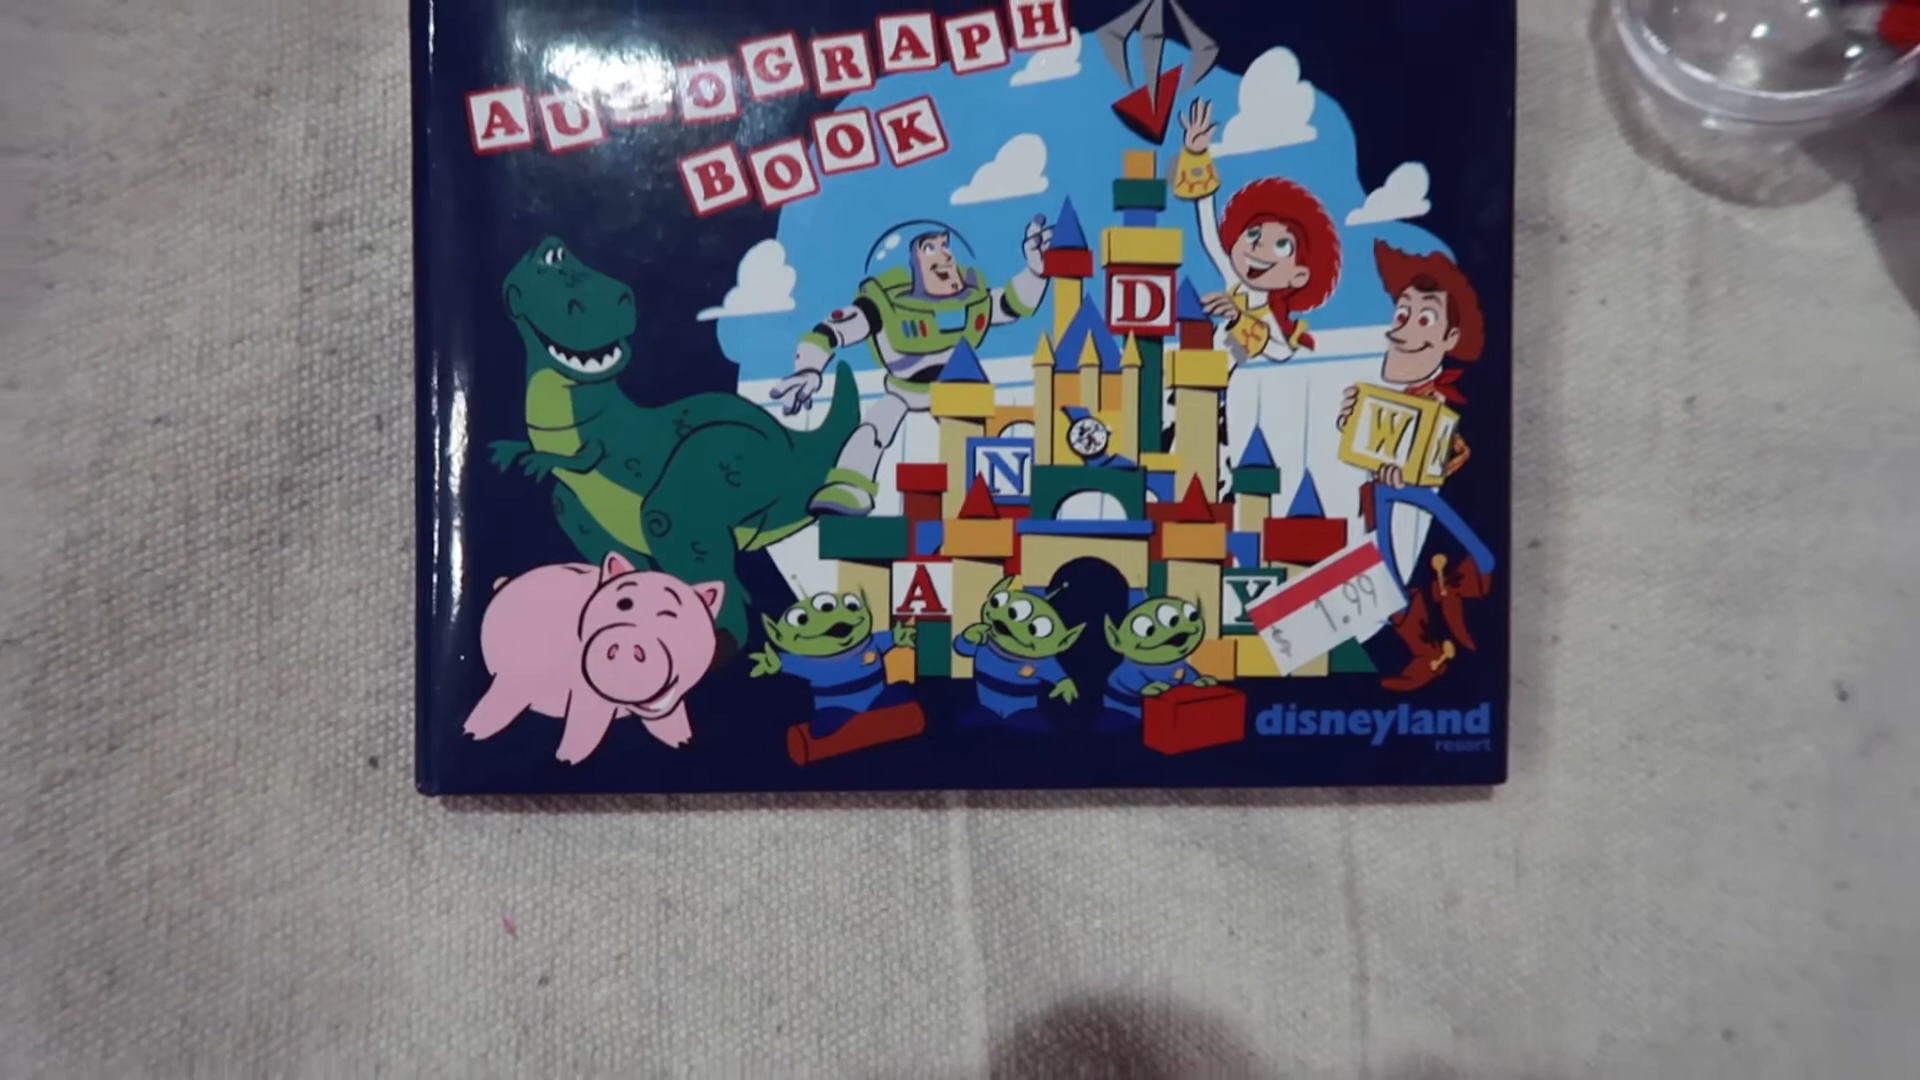 AUTOGRAPH
BOOK
D
W
N
A
Y
$ 1.99
disneyland
resort